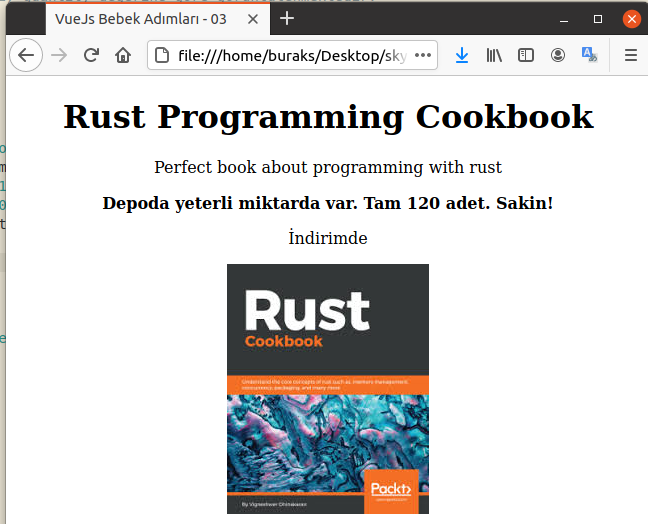 VueJs Bebek Adımları - 03
file:///home/buraks/Desktop/sky
Rust Programming Cookbook
Perfect book about programming with rust
Depoda yeterli miktarda var. Tam 120 adet. Sakin!
İndirimde
Rust
Cookbook
Understand the core concepts of rust such as, memory management,
concurrency, packaging, and many more
Packt>
By Vigneshwer Dhinakaran